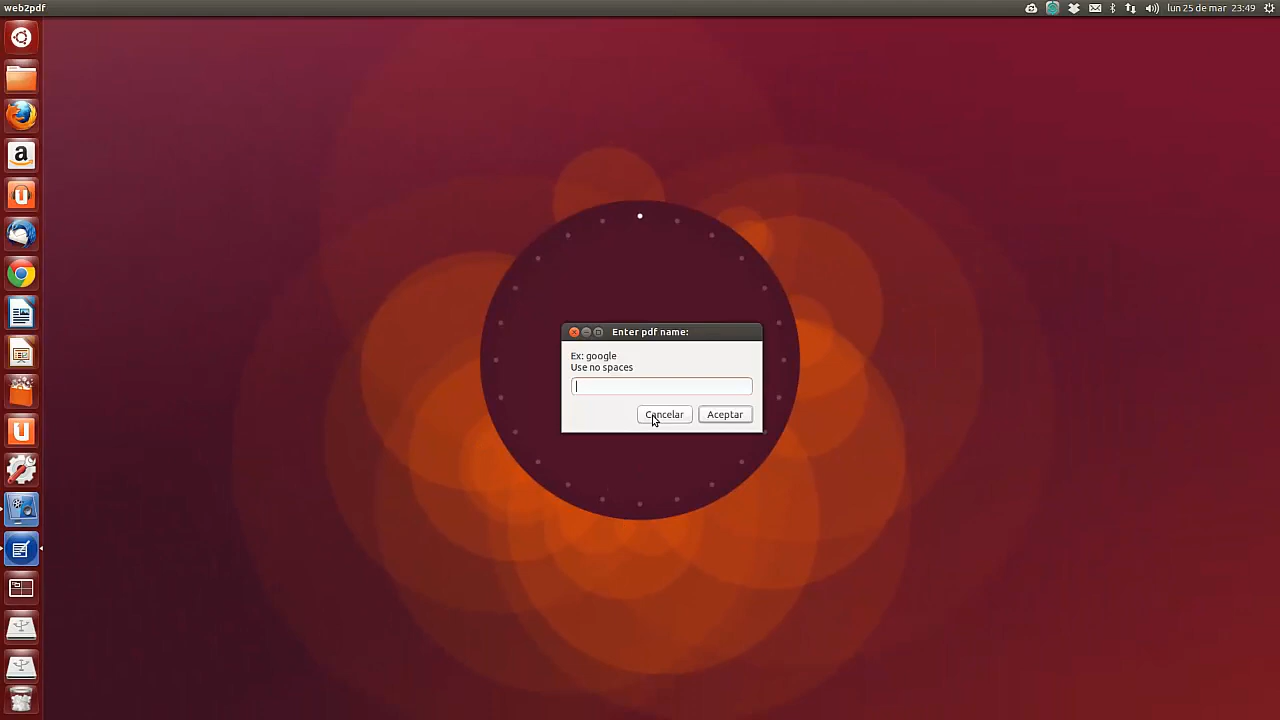 web2pdf
lun 25 de mar 23:49
Enter pdf name:
Ex: google
Use no spaces
Cancelar
Aceptar